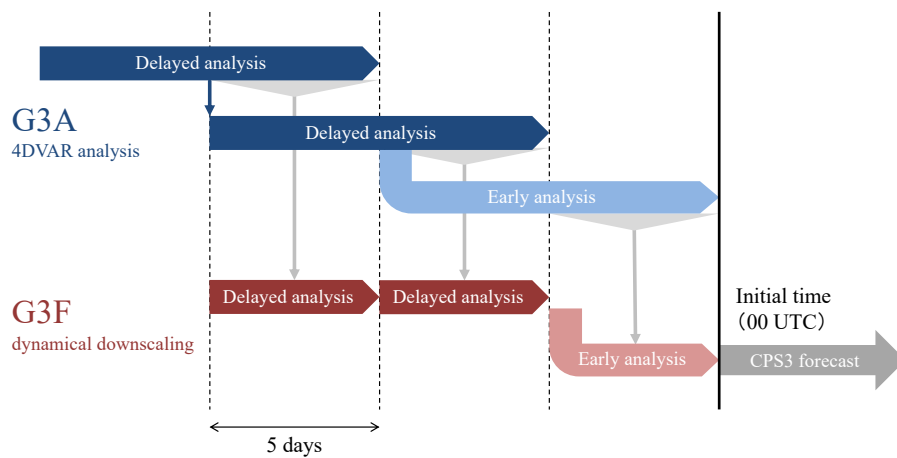 Delayed analysis
G3A
4DVAR analysis
Delayed analysis
Early analysis
G3F
dynamical downscaling
Delayed analysis
Delayed analysis
Early analysis
Initial time
（00 UTC）
CPS3 forecast
5 days